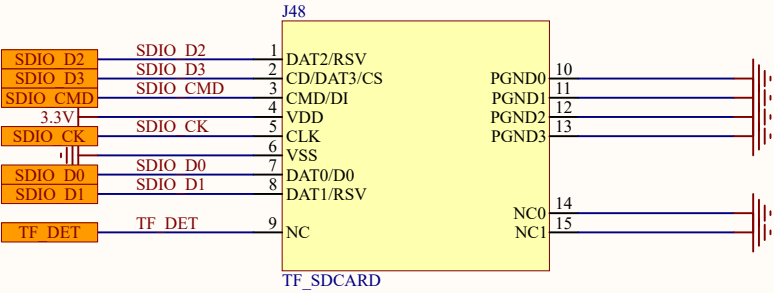 J48
SDIO_D2 SDIO_D2 1 DAT2/RSV
SDIO_D3 SDIO_D3 2 CD/DAT3/CS PGND0 10
SDIO_CMD SDIO_CMD 3 CMD/DI PGND1 11
3.3V 4 VDD PGND2 12
SDIO_CK SDIO_CK 5 CLK PGND3 13
6 VSS
SDIO_D0 SDIO_D0 7 DAT0/D0
SDIO_D1 SDIO_D1 8 DAT1/RSV
NC0 14
TF_DET TF_DET 9 NC NC1 15
TF_SDCARD